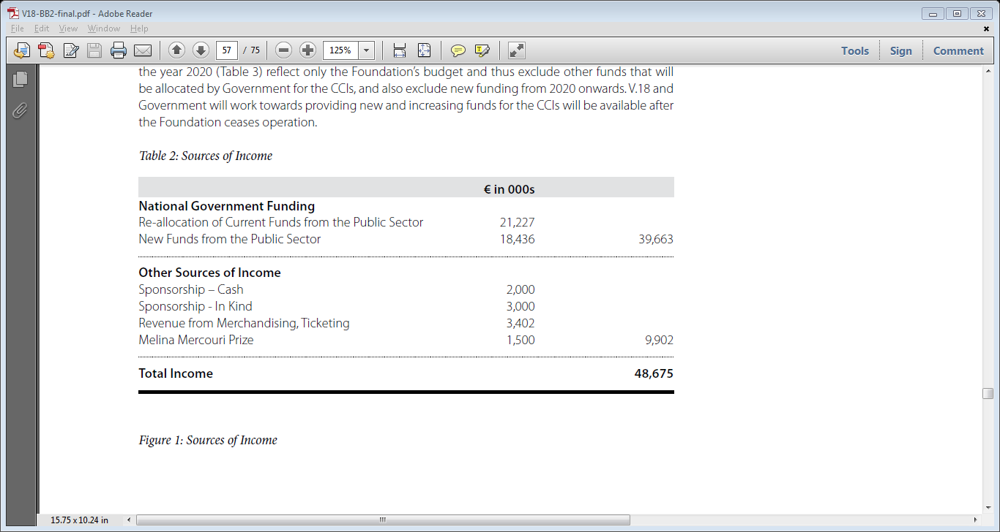 V18-BB2-final.pdf - Adobe Reader
File Edit View Window Help
57 / 75 125% Tools Sign Comment
the year 2020 (Table 3) reflect only the Foundation's budget and thus exclude other funds that will
be allocated by Government for the CCIs, and also exclude new funding from 2020 onwards. V.18 and
Government will work towards providing new and increasing funds for the CCIs will be available after
the Foundation ceases operation.
Table 2: Sources of Income
€ in 000s
National Government Funding
Re-allocation of Current Funds from the Public Sector 21,227
New Funds from the Public Sector 18,436 39,663
Other Sources of Income
Sponsorship – Cash 2,000
Sponsorship - In Kind 3,000
Revenue from Merchandising, Ticketing 3,402
Melina Mercouri Prize 1,500 9,902
Total Income 48,675
Figure 1: Sources of Income
15.75 x 10.24 in